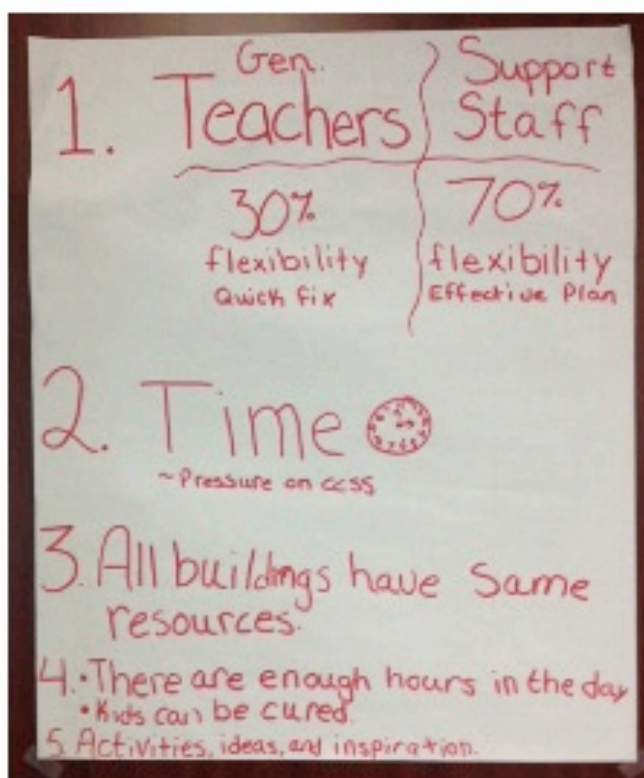 1. Gen. Teachers Support Staff
30% 70%
flexibility flexibility
Quick fix Effective Plan
2. Time
~Pressure on CCSS
3. All buildings have Same
resources.
4. • There are enough hours in the day
• Kids can be cured.
5. Activities, ideas, and inspiration.